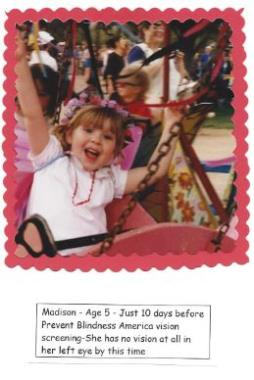 Madison - Age 5 - Just 10 days before
Prevent Blindness America vision
screening-She has no vision at all in
her left eye by this time